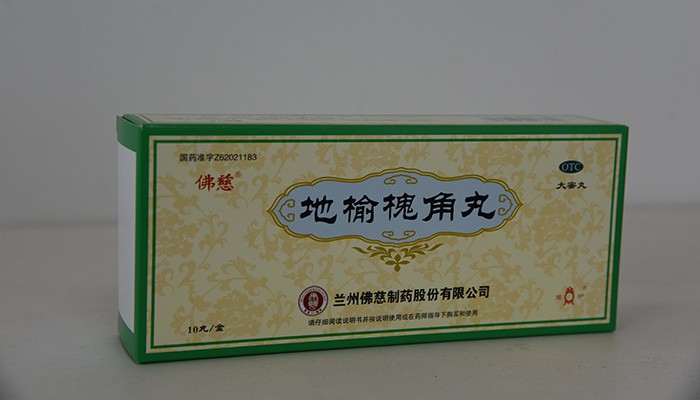 国药准字Z62021183
佛慈®
OTC
大蜜丸
地榆槐角丸
兰州佛慈制药股份有限公司
请仔细阅读说明书并按说明使用或在药师指导下购买和使用
10丸/盒